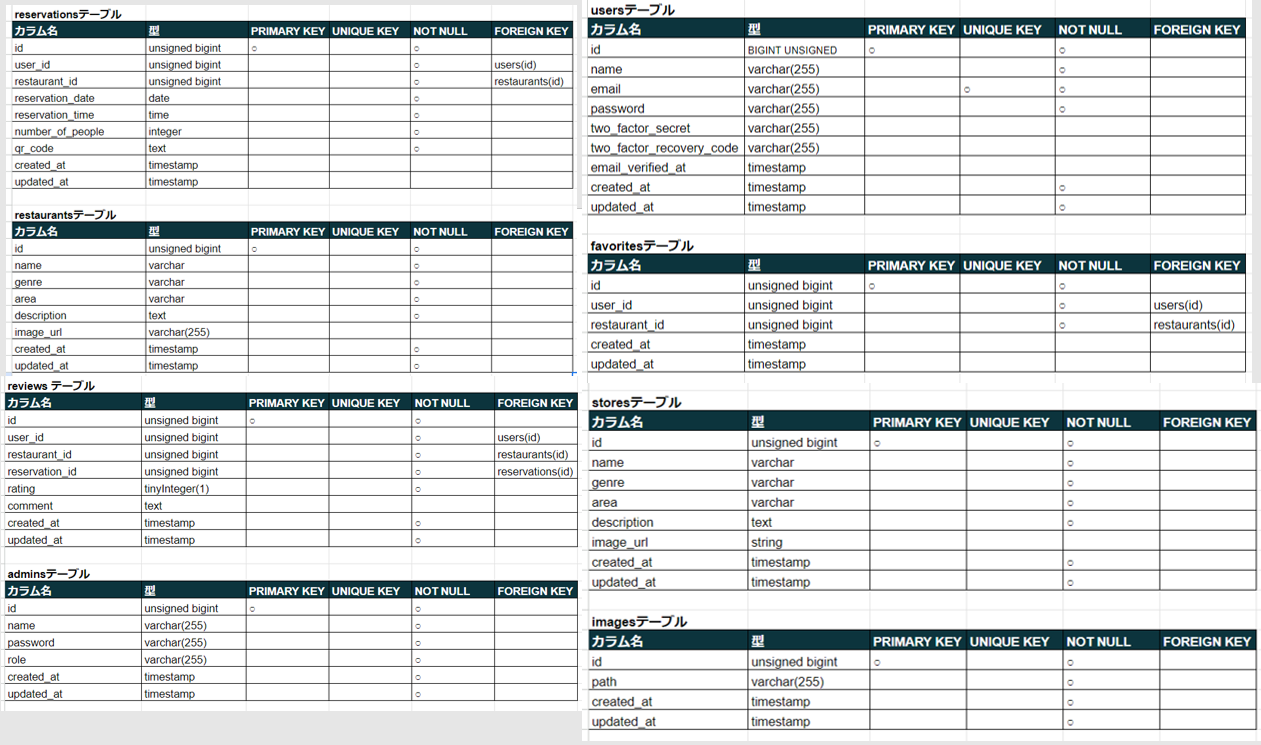 reservationsテーブル
カラム名 型 PRIMARY KEY UNIQUE KEY NOT NULL FOREIGN KEY
id unsigned bigint ○ ○
user_id unsigned bigint ○ users(id)
restaurant_id unsigned bigint ○ restaurants(id)
reservation_date date ○
reservation_time time ○
number_of_people integer ○
qr_code text ○
created_at timestamp
updated_at timestamp
restaurantsテーブル
カラム名 型 PRIMARY KEY UNIQUE KEY NOT NULL FOREIGN KEY
id unsigned bigint ○ ○
name varchar ○
genre varchar ○
area varchar ○
description text ○
image_url varchar(255)
created_at timestamp ○
updated_at timestamp ○
reviews テーブル
カラム名 型 PRIMARY KEY UNIQUE KEY NOT NULL FOREIGN KEY
id unsigned bigint ○ ○
user_id unsigned bigint ○ users(id)
restaurant_id unsigned bigint ○ restaurants(id)
reservation_id unsigned bigint ○ reservations(id)
rating tinyInteger(1) ○
comment text
created_at timestamp ○
updated_at timestamp ○
adminsテーブル
カラム名 型 PRIMARY KEY UNIQUE KEY NOT NULL FOREIGN KEY
id unsigned bigint ○ ○
name varchar(255) ○
password varchar(255) ○
role varchar(255) ○
created_at timestamp ○
updated_at timestamp ○
usersテーブル
カラム名 型 PRIMARY KEY UNIQUE KEY NOT NULL FOREIGN KEY
id BIGINT UNSIGNED ○ ○
name varchar(255) ○
email varchar(255) ○ ○
password varchar(255) ○
two_factor_secret varchar(255)
two_factor_recovery_code varchar(255)
email_verified_at timestamp
created_at timestamp ○
updated_at timestamp ○
favoritesテーブル
カラム名 型 PRIMARY KEY UNIQUE KEY NOT NULL FOREIGN KEY
id unsigned bigint ○ ○
user_id unsigned bigint ○ users(id)
restaurant_id unsigned bigint ○ restaurants(id)
created_at timestamp
updated_at timestamp
storesテーブル
カラム名 型 PRIMARY KEY UNIQUE KEY NOT NULL FOREIGN KEY
id unsigned bigint ○ ○
name varchar ○
genre varchar ○
area varchar ○
description text ○
image_url string
created_at timestamp ○
updated_at timestamp ○
imagesテーブル
カラム名 型 PRIMARY KEY UNIQUE KEY NOT NULL FOREIGN KEY
id unsigned bigint ○ ○
path varchar(255) ○
created_at timestamp ○
updated_at timestamp ○